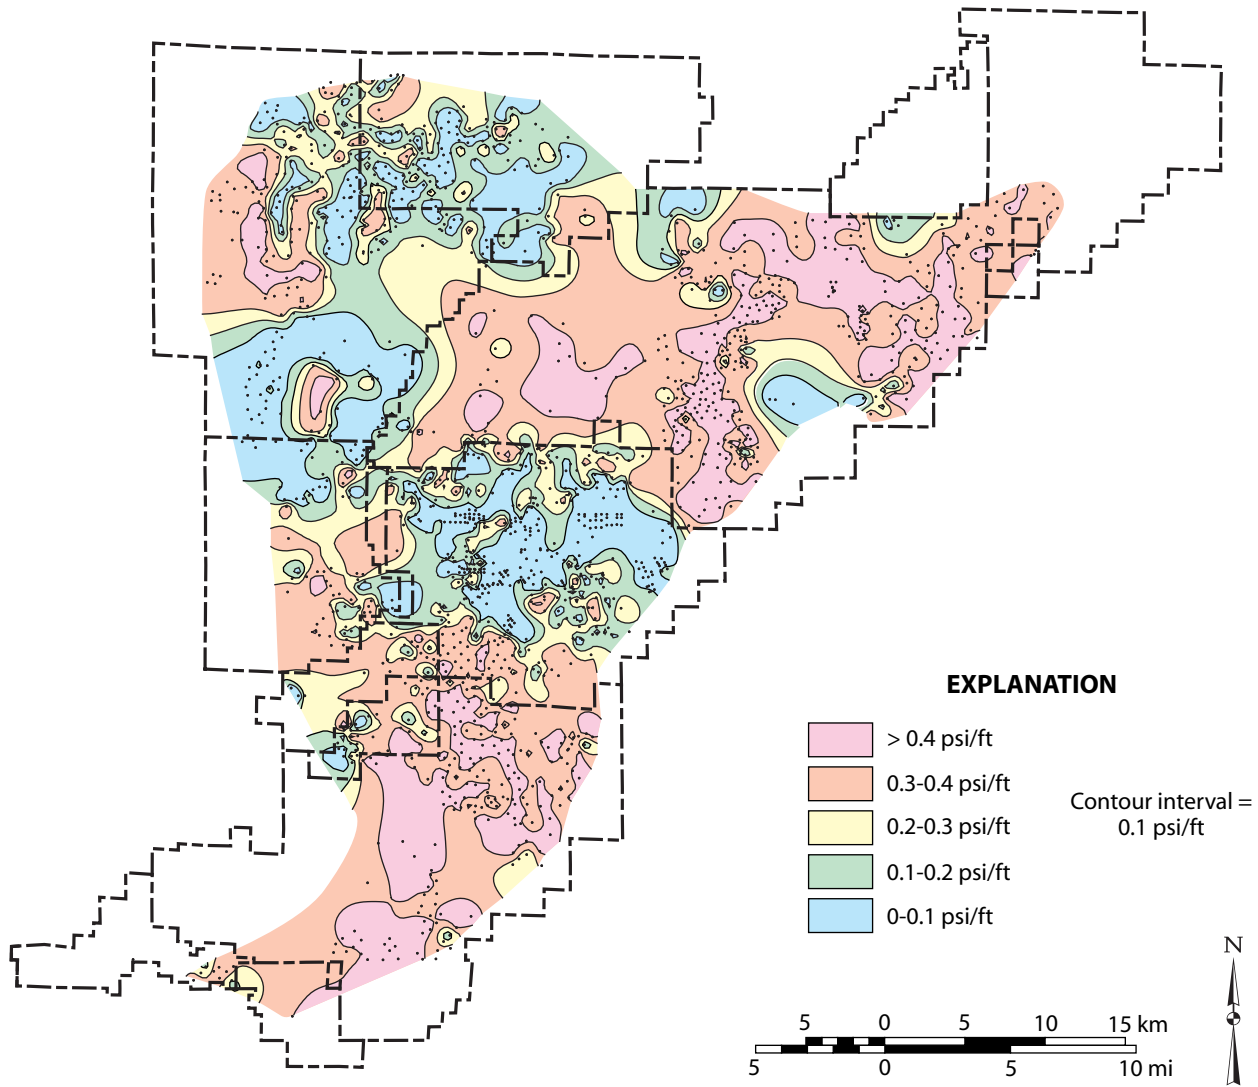 EXPLANATION
> 0.4 psi/ft
0.3-0.4 psi/ft
0.2-0.3 psi/ft
0.1-0.2 psi/ft
0-0.1 psi/ft
Contour interval =
0.1 psi/ft
N
5 0 5 10 15 km
5 0 5 10 mi